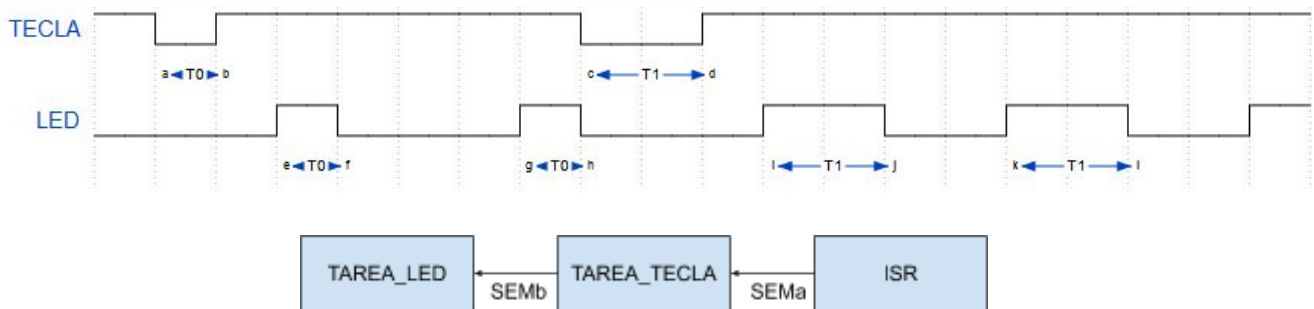 TECLA
a T0 b
c T1 d
LED
e T0 f
g T0 h
i T1 j
k T1 l
TAREA_LED
SEMb
TAREA_TECLA
SEMa
ISR